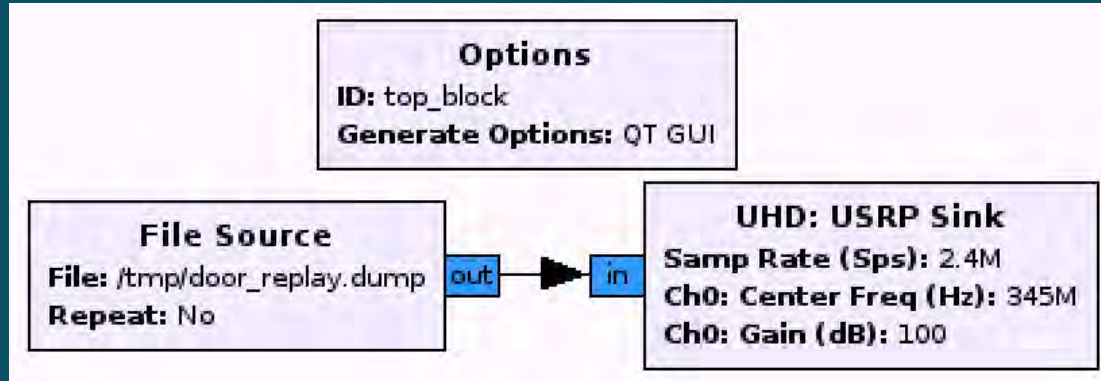 Options
ID: top_block
Generate Options: QT GUI
File Source
File: /tmp/door_replay.dump
Repeat: No
out
in
UHD: USRP Sink
Samp Rate (Sps): 2.4M
Ch0: Center Freq (Hz): 345M
Ch0: Gain (dB): 100